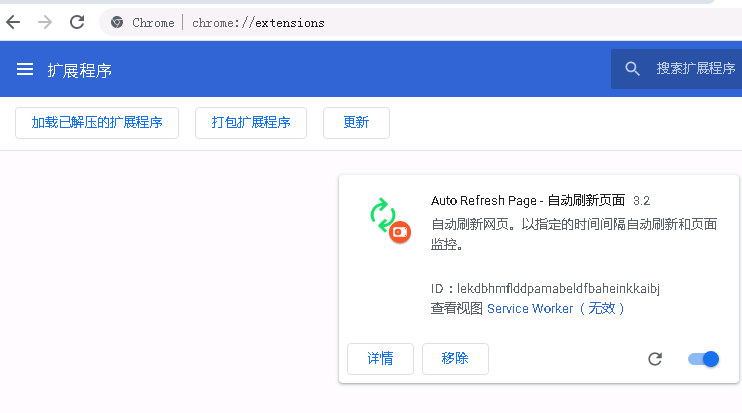 Chrome | chrome://extensions
扩展程序
搜索扩展程序
加载已解压的扩展程序 打包扩展程序 更新
Auto Refresh Page - 自动刷新页面 3.2
自动刷新网页。以指定的时间间隔自动刷新和页面
监控。
ID：lekdbhmflddpamabeldfbaheinkkaibj
查看视图 Service Worker（无效）
详情 移除